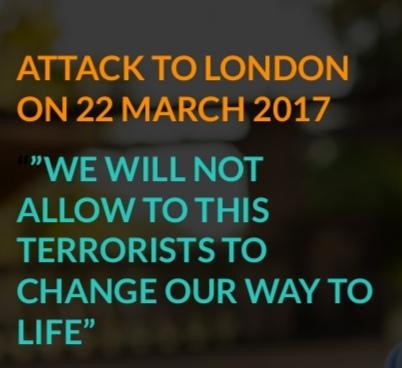 ATTACK TO LONDON
ON 22 MARCH 2017
“”WE WILL NOT
ALLOW TO THIS
TERRORISTS TO
CHANGE OUR WAY TO
LIFE”